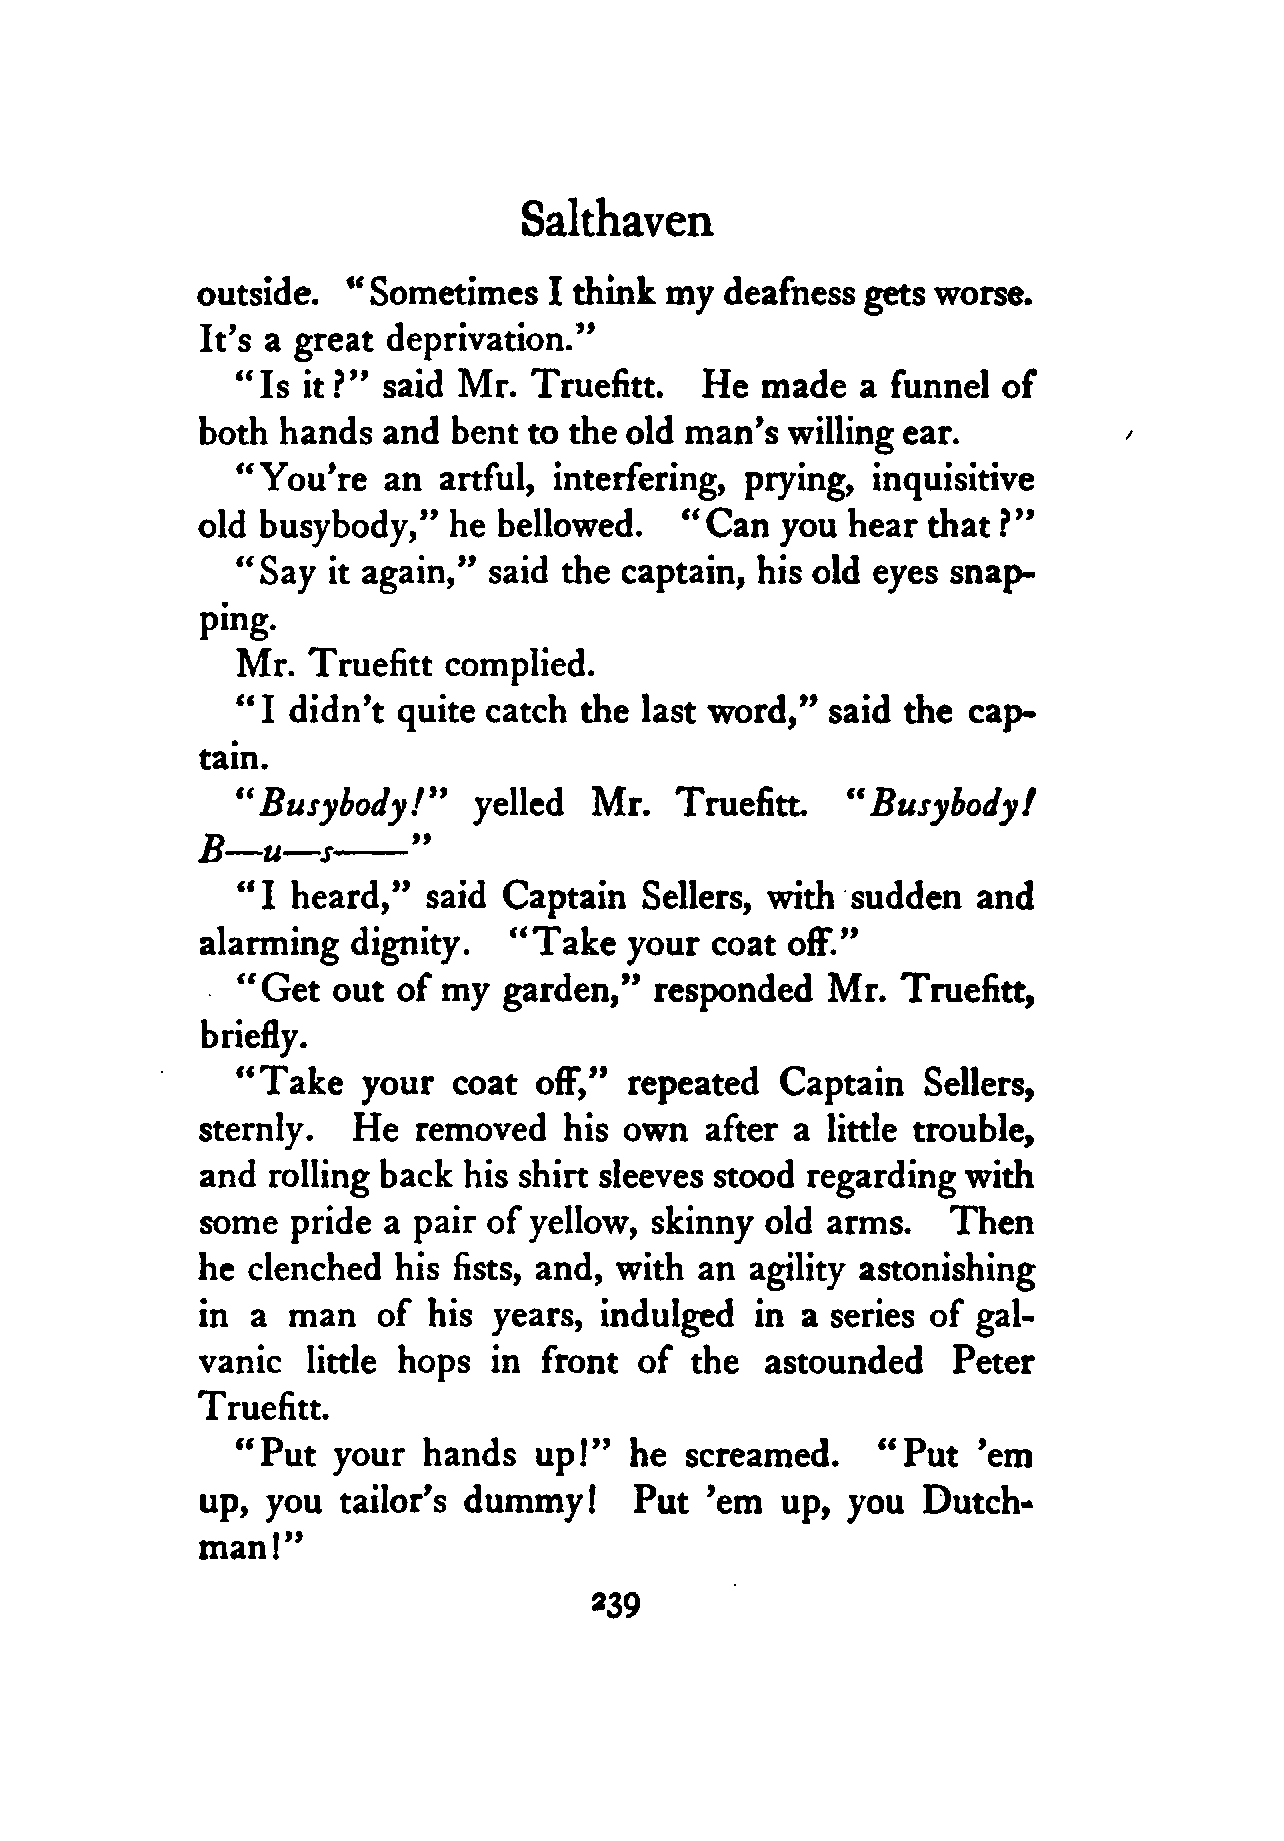 Salthaven
outside. "Sometimes I think my deafness gets worse.
It's a great deprivation."
"Is it?" said Mr. Truefitt. He made a funnel of
both hands and bent to the old man's willing ear.
"You're an artful, interfering, prying, inquisitive
old busybody," he bellowed. "Can you hear that?"
"Say it again," said the captain, his old eyes snap-
ping.
Mr. Truefitt complied.
"I didn't quite catch the last word," said the cap-
tain.
"Busybody!" yelled Mr. Truefitt. "Busybody!
B—u—s——"
"I heard," said Captain Sellers, with sudden and
alarming dignity. "Take your coat off."
"Get out of my garden," responded Mr. Truefitt,
briefly.
"Take your coat off," repeated Captain Sellers,
sternly. He removed his own after a little trouble,
and rolling back his shirt sleeves stood regarding with
some pride a pair of yellow, skinny old arms. Then
he clenched his fists, and, with an agility astonishing
in a man of his years, indulged in a series of gal-
vanic little hops in front of the astounded Peter
Truefitt.
"Put your hands up!" he screamed. "Put 'em
up, you tailor's dummy! Put 'em up, you Dutch-
man!"
239